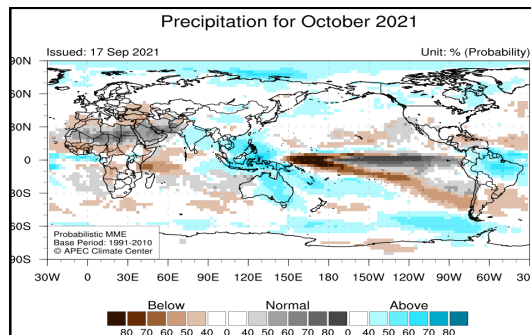 Precipitation for October 2021
Issued: 17 Sep 2021 Unit: % (Probability)
90N
60N
30N
0
30S
60S
90S
Probabilistic MME
Base Period: 1991-2010
© APEC Climate Center
30W 0 30E 60E 90E 120E 150E 180 150W 120W 90W 60W 30W
Below Normal Above
80 70 60 50 40 0 40 50 60 70 80 0 40 50 60 70 80